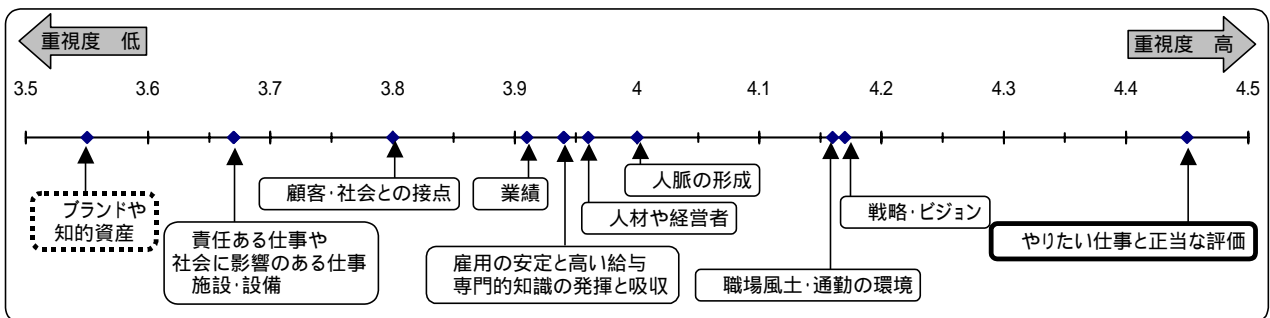 重視度 低
重視度 高
3.5 3.6 3.7 3.8 3.9 4 4.1 4.2 4.3 4.4 4.5
ブランドや
知的資産
責任ある仕事や
社会に影響のある仕事
施設・設備
顧客・社会との接点
業績
雇用の安定と高い給与
専門的知識の発揮と吸収
人材や経営者
人脈の形成
職場風土・通勤の環境
戦略・ビジョン
やりたい仕事と正当な評価